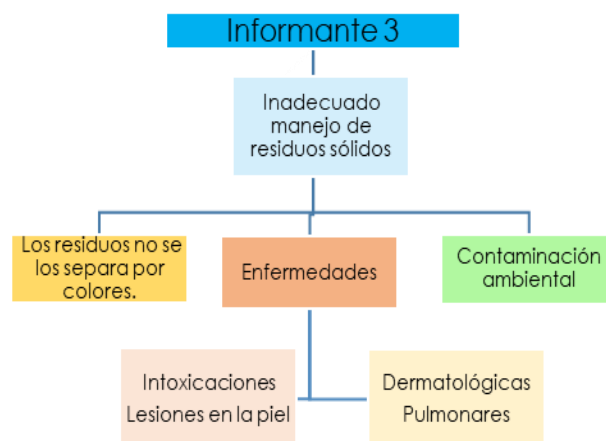 Informante 3
Inadecuado
manejo de
residuos sólidos
Los residuos no se
los separa por
colores.
Enfermedades
Contaminación
ambiental
Intoxicaciones
Lesiones en la piel
Dermatológicas
Pulmonares